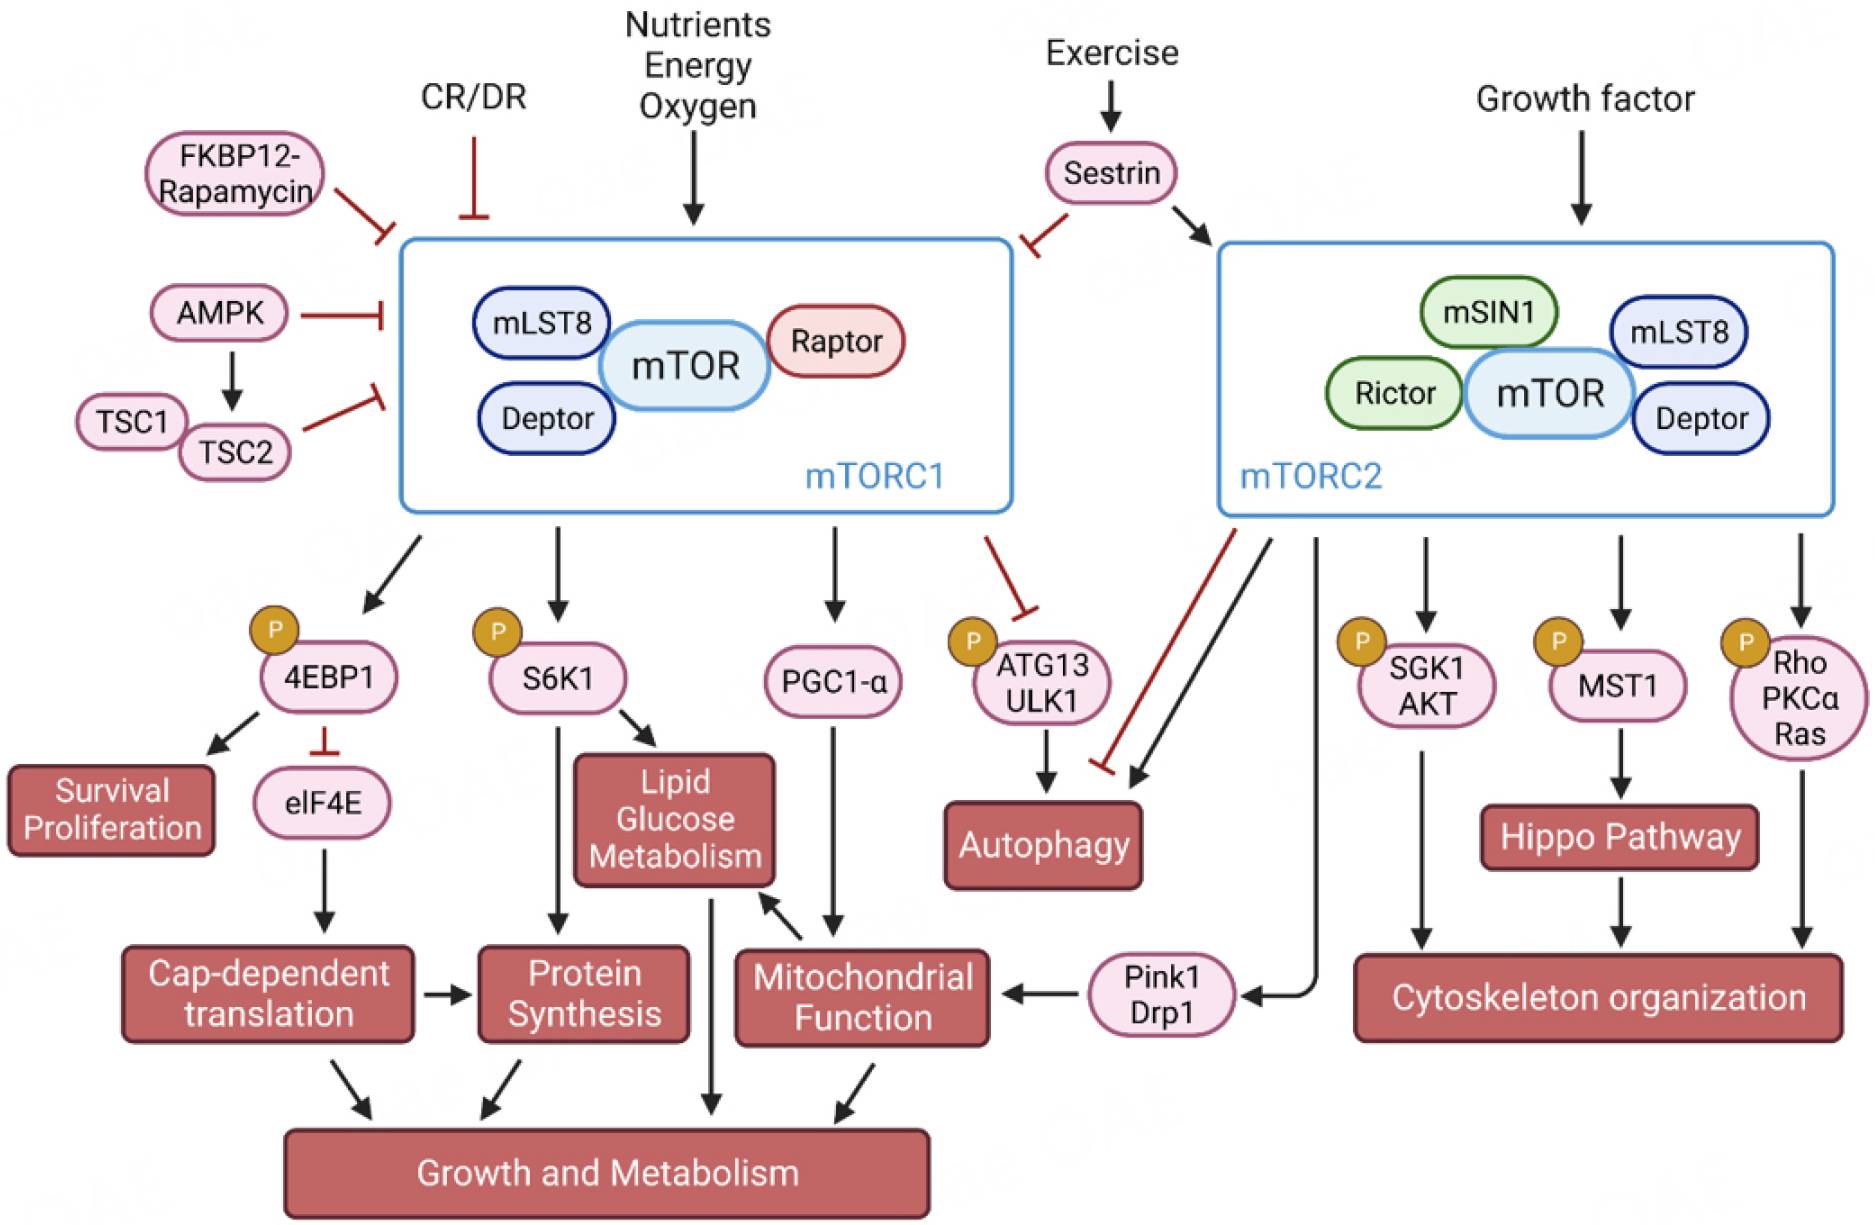 Nutrients
Energy
Oxygen
CR/DR
Exercise
Growth factor
FKBP12-
Rapamycin
Sestrin
AMPK
TSC1
TSC2
mLST8
mTOR
Raptor
Deptor
mTORC1
mSIN1
mLST8
Rictor
mTOR
Deptor
mTORC2
P
4EBP1
P
S6K1
PGC1-α
P
ATG13
ULK1
P
SGK1
AKT
P
MST1
P
Rho
PKCα
Ras
Survival
Proliferation
eIF4E
Lipid
Glucose
Metabolism
Autophagy
Hippo Pathway
Cap-dependent
translation
Protein
Synthesis
Mitochondrial
Function
Pink1
Drp1
Cytoskeleton organization
Growth and Metabolism